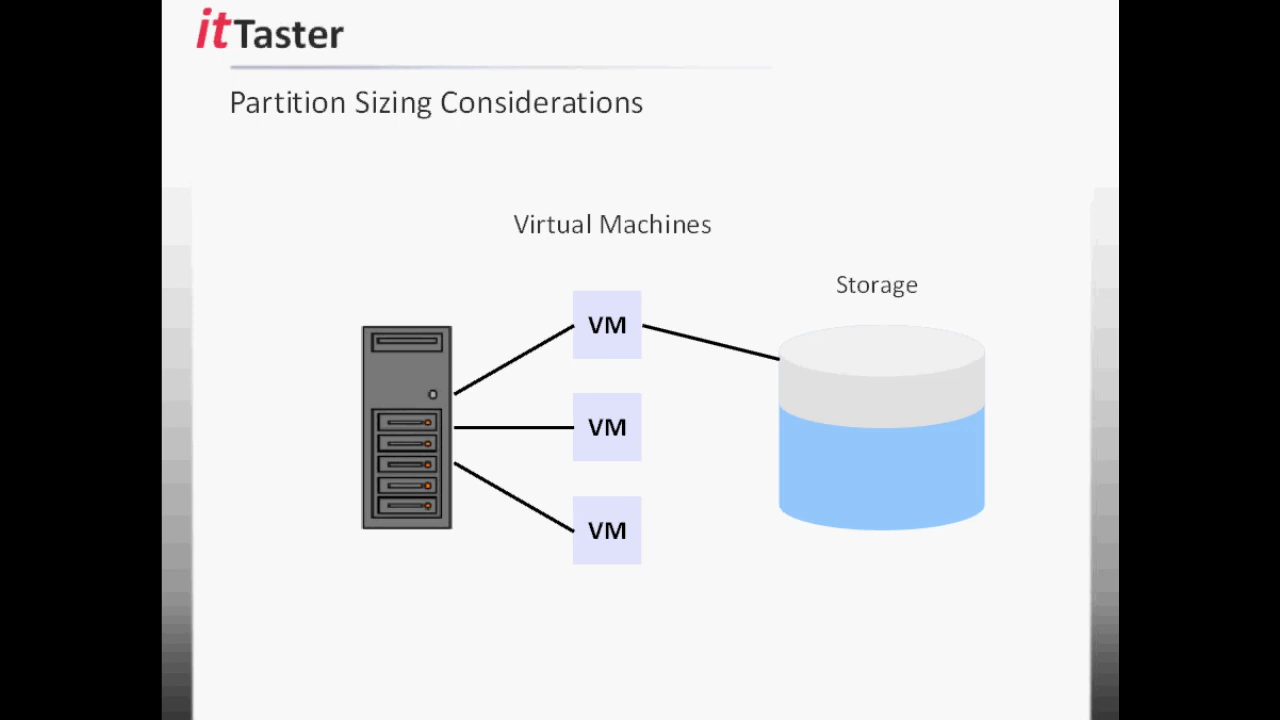 itTaster
Partition Sizing Considerations
Virtual Machines
Storage
VM
VM
VM